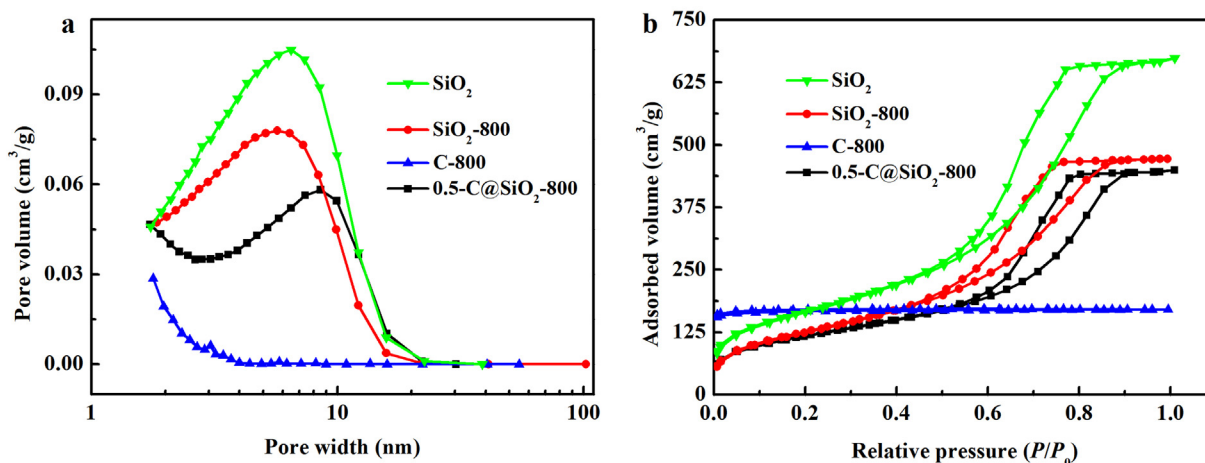 a
Pore volume (cm³/g)
0.09
0.06
0.03
0.00
SiO₂
SiO₂-800
C-800
0.5-C@SiO₂-800
1
10
100
Pore width (nm)
b
Adsorbed volume (cm³/g)
750
625
500
375
250
125
0
SiO₂
SiO₂-800
C-800
0.5-C@SiO₂-800
0.0
0.2
0.4
0.6
0.8
1.0
Relative pressure (P/Pₒ)